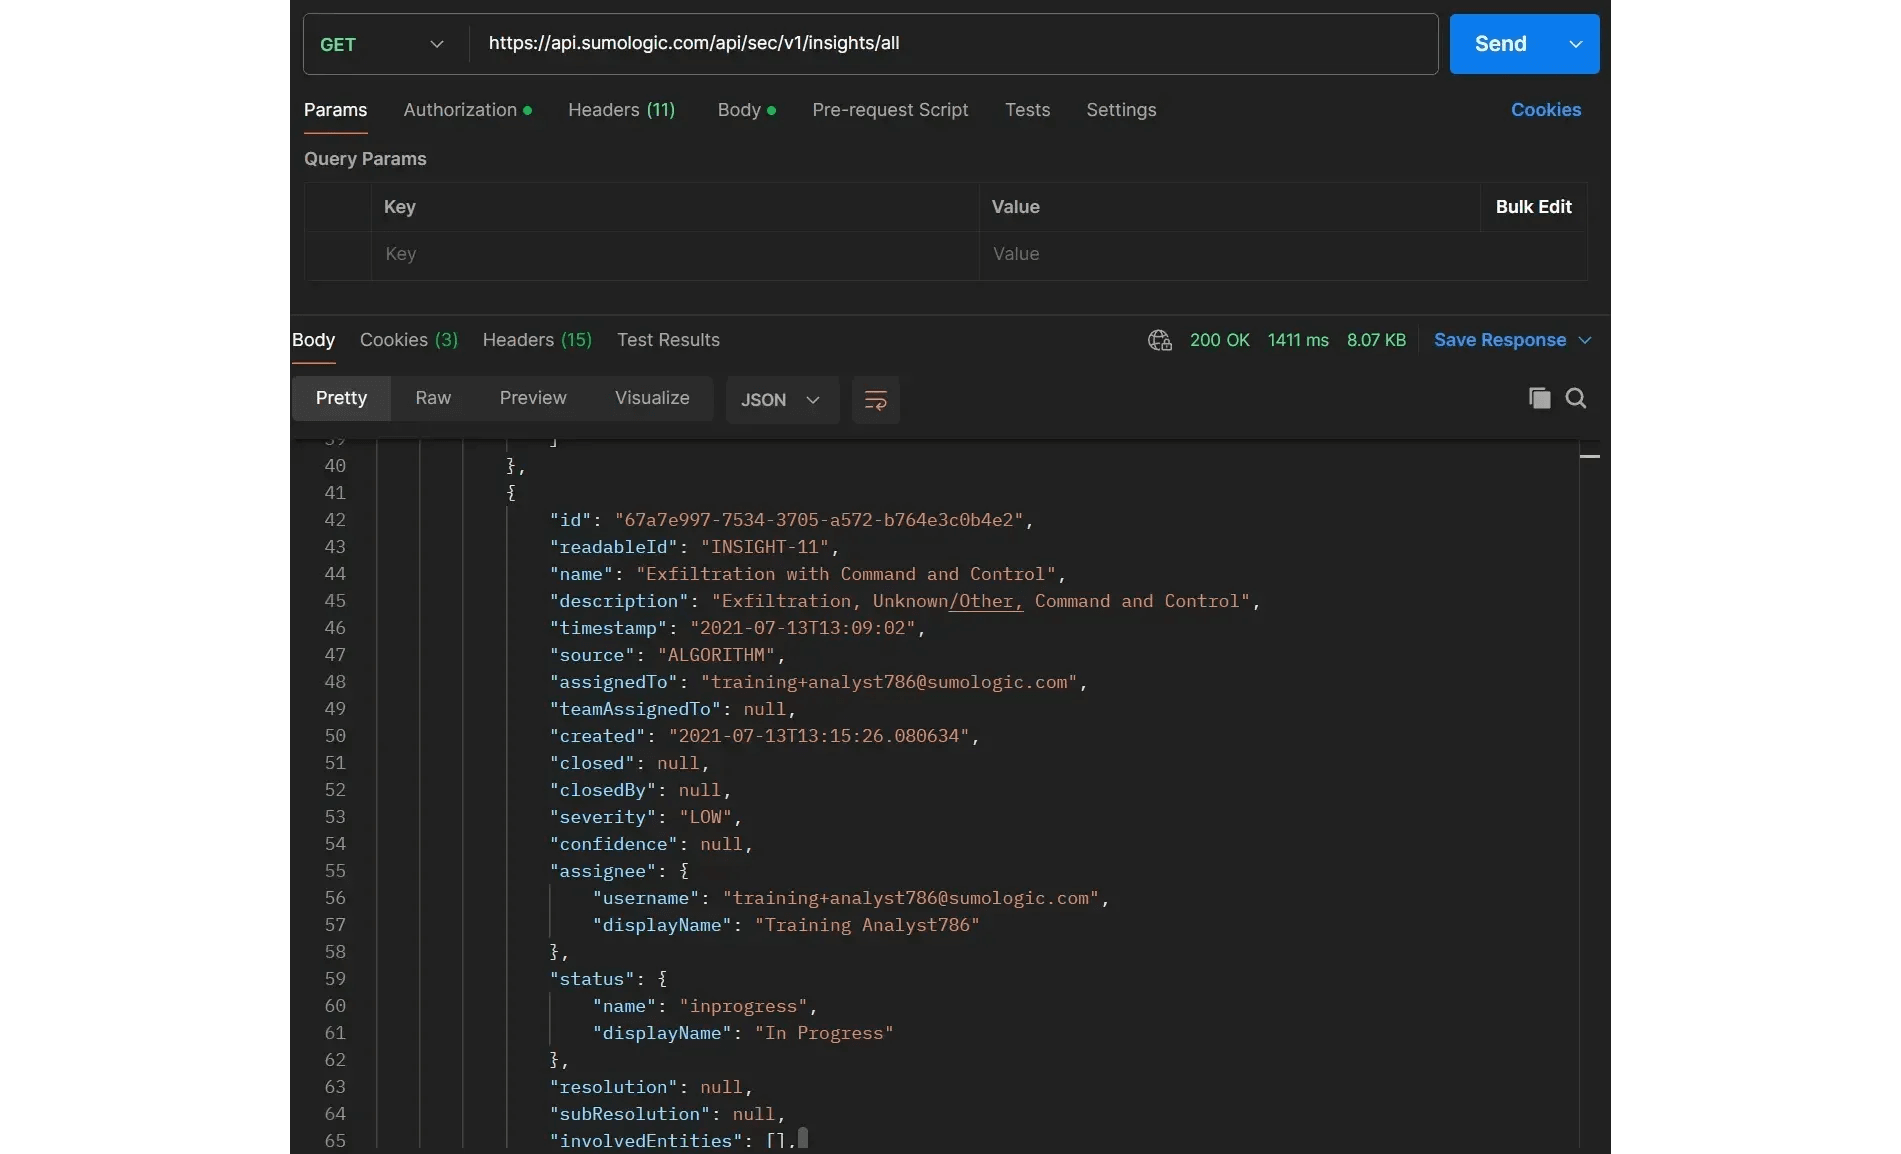 GET https://api.sumologic.com/api/sec/v1/insights/all Send
Params Authorization Headers (11) Body Pre-request Script Tests Settings Cookies
Query Params
Key Value Bulk Edit
Key Value
Body Cookies (3) Headers (15) Test Results 200 OK 1411 ms 8.07 KB Save Response
Pretty Raw Preview Visualize JSON
39 ]
40 },
41 {
42 "id": "67a7e997-7534-3705-a572-b764e3c0b4e2",
43 "readableId": "INSIGHT-11",
44 "name": "Exfiltration with Command and Control",
45 "description": "Exfiltration, Unknown/Other, Command and Control",
46 "timestamp": "2021-07-13T13:09:02",
47 "source": "ALGORITHM",
48 "assignedTo": "training+analyst786@sumologic.com",
49 "teamAssignedTo": null,
50 "created": "2021-07-13T13:15:26.080634",
51 "closed": null,
52 "closedBy": null,
53 "severity": "LOW",
54 "confidence": null,
55 "assignee": {
56 "username": "training+analyst786@sumologic.com",
57 "displayName": "Training Analyst786"
58 },
59 "status": {
60 "name": "inprogress",
61 "displayName": "In Progress"
62 },
63 "resolution": null,
64 "subResolution": null,
65 "involvedEntities": [],